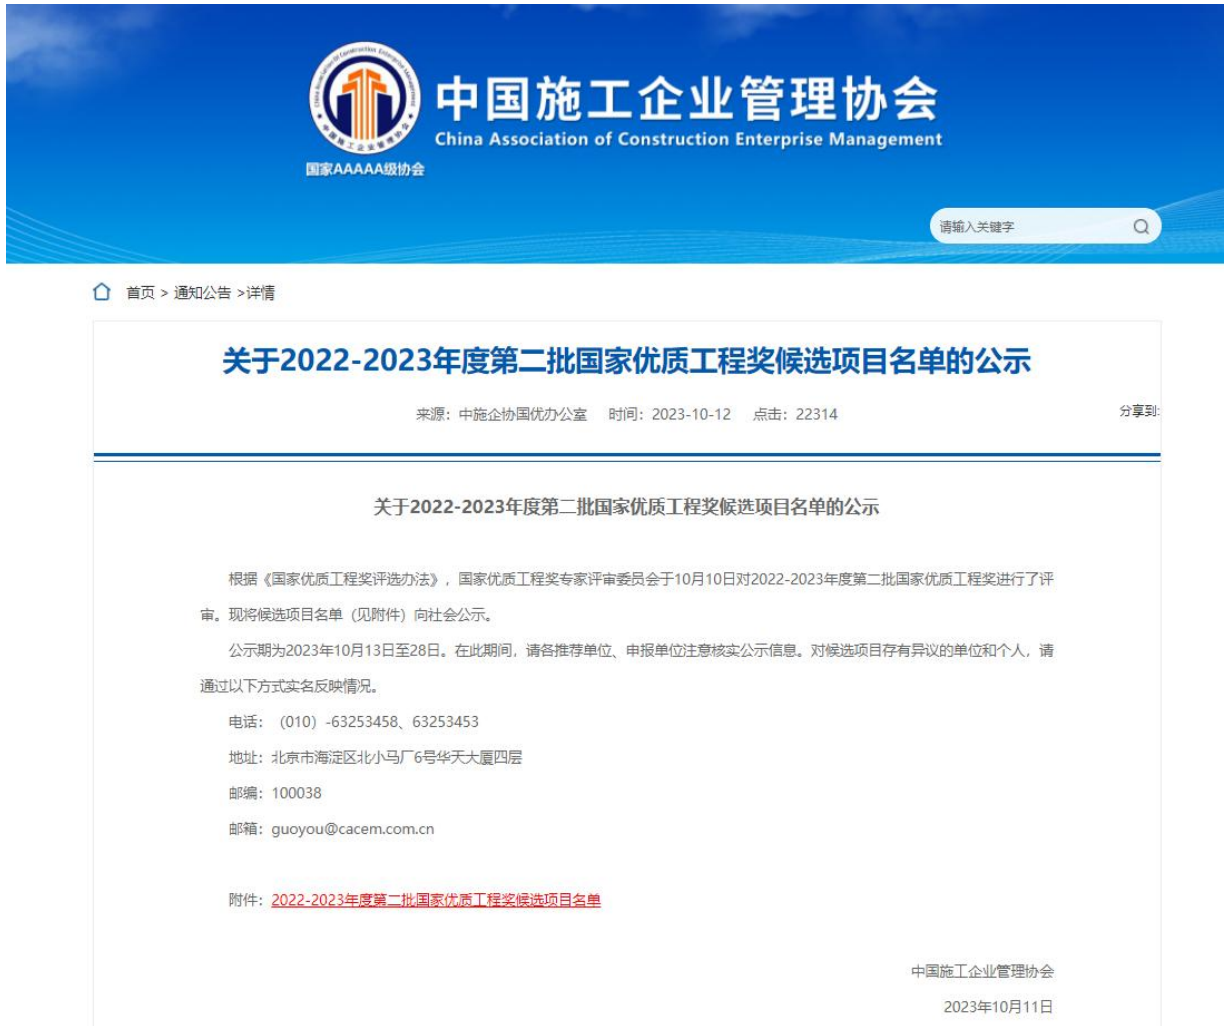 中国施工企业管理协会
China Association of Construction Enterprise Management
国家AAAAA级协会
请输入关键字
首页 > 通知公告 >详情
关于2022-2023年度第二批国家优质工程奖候选项目名单的公示
来源：中施企协国优办公室 时间：2023-10-12 点击：22314
分享到:
关于2022-2023年度第二批国家优质工程奖候选项目名单的公示
根据《国家优质工程奖评选办法》，国家优质工程奖专家评审委员会于10月10日对2022-2023年度第二批国家优质工程奖进行了评
审。现将候选项目名单（见附件）向社会公示。
公示期为2023年10月13日至28日。在此期间，请各推荐单位、申报单位注意核实公示信息。对候选项目存有异议的单位和个人，请
通过以下方式实名反映情况。
电话：（010）-63253458、63253453
地址：北京市海淀区北小马厂6号华天大厦四层
邮编：100038
邮箱：guoyou@cacem.com.cn
附件：2022-2023年度第二批国家优质工程奖候选项目名单
中国施工企业管理协会
2023年10月11日